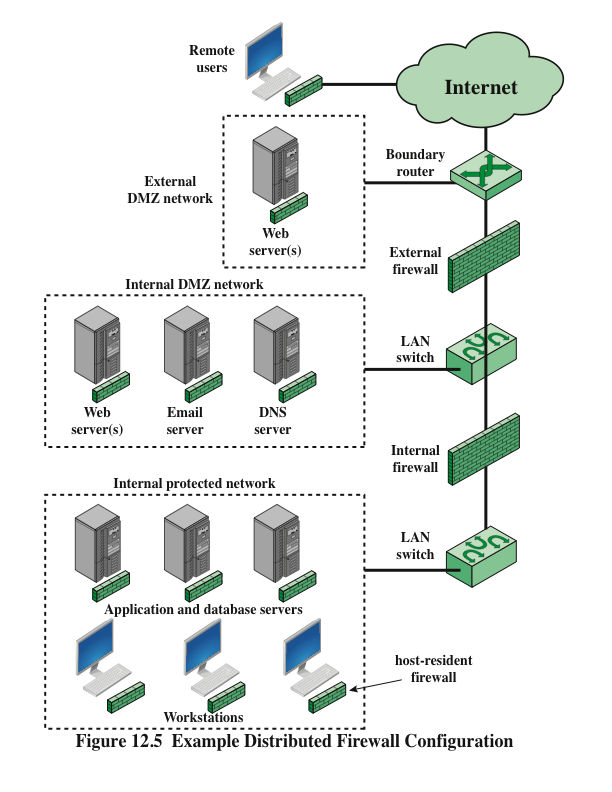 Remote
users
Internet
Boundary
router
External
DMZ network
Web
server(s)
External
firewall
Internal DMZ network
LAN
switch
Web
server(s)
Email
server
DNS
server
Internal
firewall
Internal protected network
LAN
switch
Application and database servers
host-resident
firewall
Workstations
Figure 12.5 Example Distributed Firewall Configuration